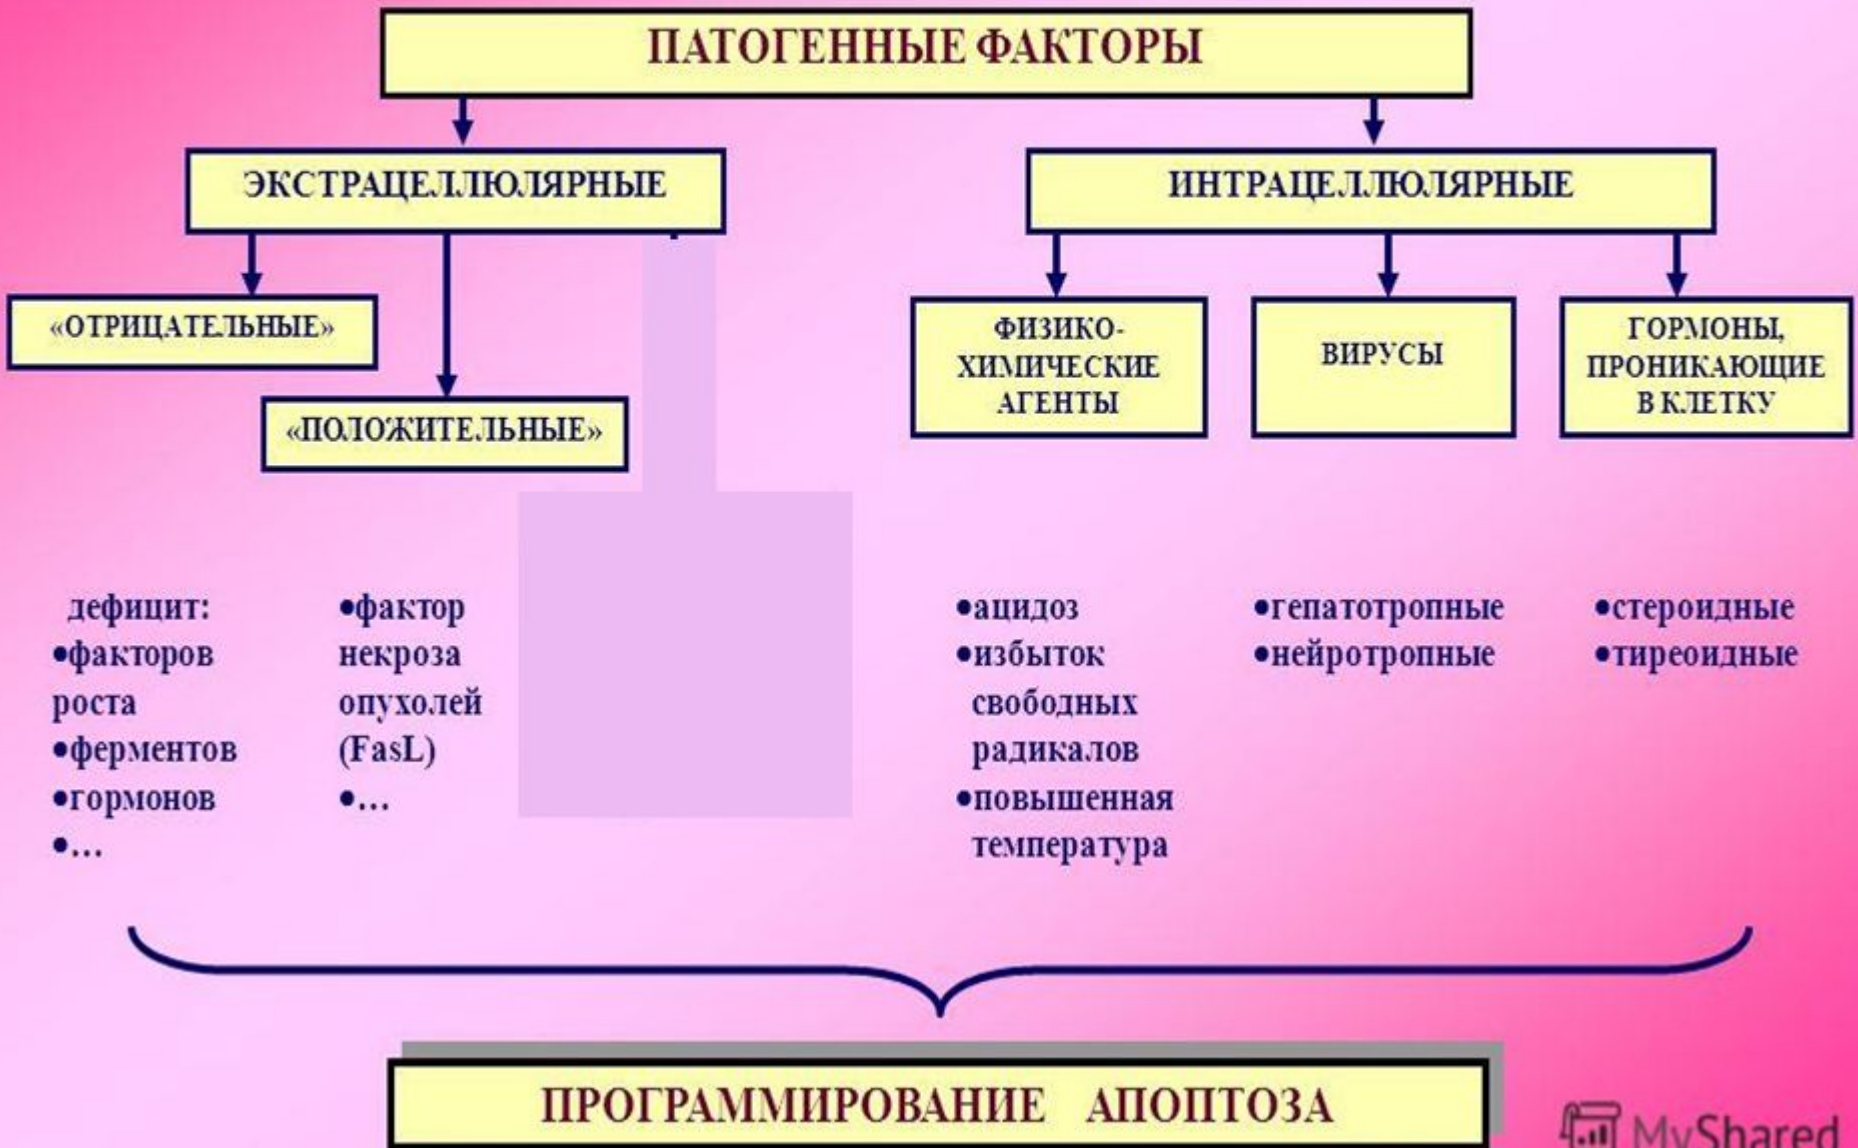 ПАТОГЕННЫЕ ФАКТОРЫ
ЭКСТРАЦЕЛЛЮЛЯРНЫЕ
ИНТРАЦЕЛЛЮЛЯРНЫЕ
«ОТРИЦАТЕЛЬНЫЕ»
«ПОЛОЖИТЕЛЬНЫЕ»
ФИЗИКО-
ХИМИЧЕСКИЕ
АГЕНТЫ
ВИРУСЫ
ГОРМОНЫ,
ПРОНИКАЮЩИЕ
В КЛЕТКУ
дефицит:
•факторов
роста
•ферментов
•гормонов
•...
•фактор
некроза
опухолей
(FasL)
•...
•ацидоз
•избыток
свободных
радикалов
•повышенная
температура
•гепатотропные
•нейротропные
•стероидные
•тиреоидные
ПРОГРАММИРОВАНИЕ АПОПТОЗА
MyShared